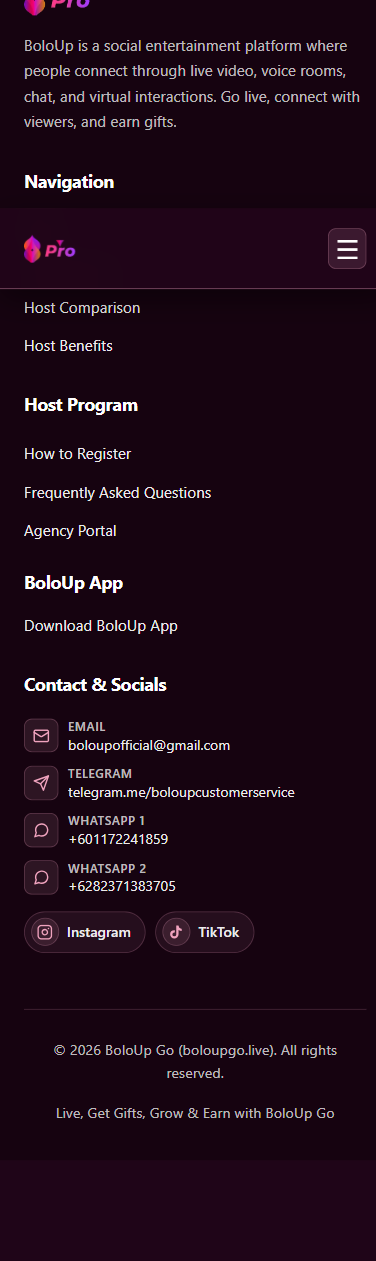 Pro
BoloUp is a social entertainment platform where
people connect through live video, voice rooms,
chat, and virtual interactions. Go live, connect with
viewers, and earn gifts.
Navigation
Pro
Host Comparison
Host Benefits
Host Program
How to Register
Frequently Asked Questions
Agency Portal
BoloUp App
Download BoloUp App
Contact & Socials
EMAIL
boloupofficial@gmail.com
TELEGRAM
telegram.me/boloupcustomerservice
WHATSAPP 1
+601172241859
WHATSAPP 2
+6282371383705
Instagram
TikTok
© 2026 BoloUp Go (boloupgo.live). All rights
reserved.
Live, Get Gifts, Grow & Earn with BoloUp Go